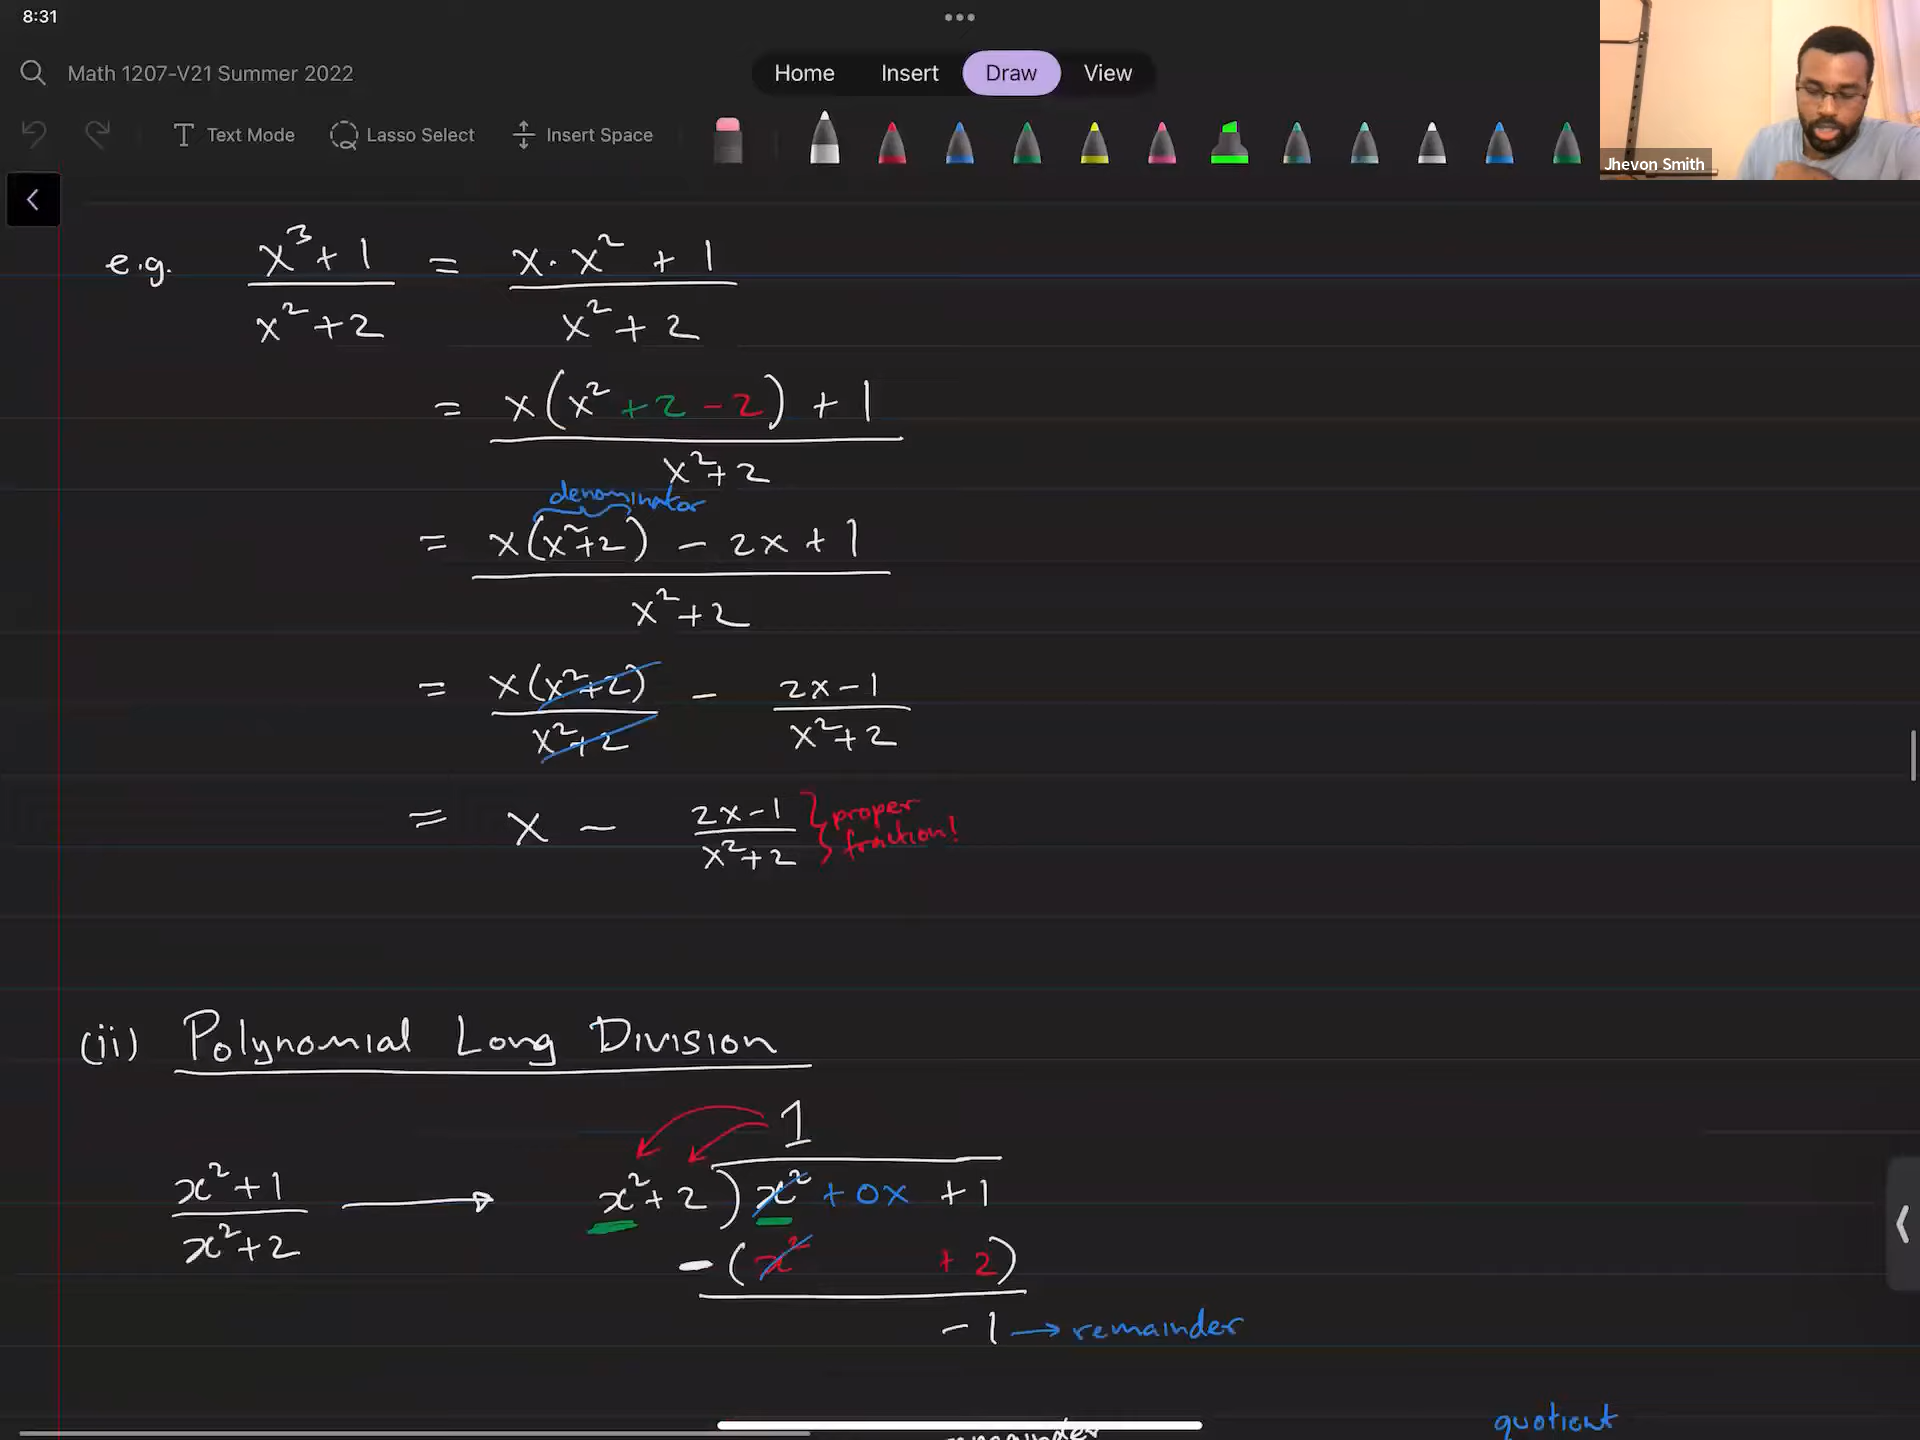 8:31
Math 1207-V21 Summer 2022
Home Insert Draw View
Text Mode Lasso Select Insert Space
Jhevon Smith
e.g. (x³ + 1)/(x² + 2) = (x · x² + 1)/(x² + 2)
= (x(x² + 2 - 2) + 1)/(x² + 2)
denominator
= (x(x² + 2) - 2x + 1)/(x² + 2)
= x(x² + 2)/(x² + 2) - (2x - 1)/(x² + 2)
= x - (2x - 1)/(x² + 2) } proper fraction!
(ii) Polynomial Long Division
1
(x² + 1)/(x² + 2) → x² + 2 ) x² + 0x + 1
- ( x² + 2 )
- 1 → remainder
quotient